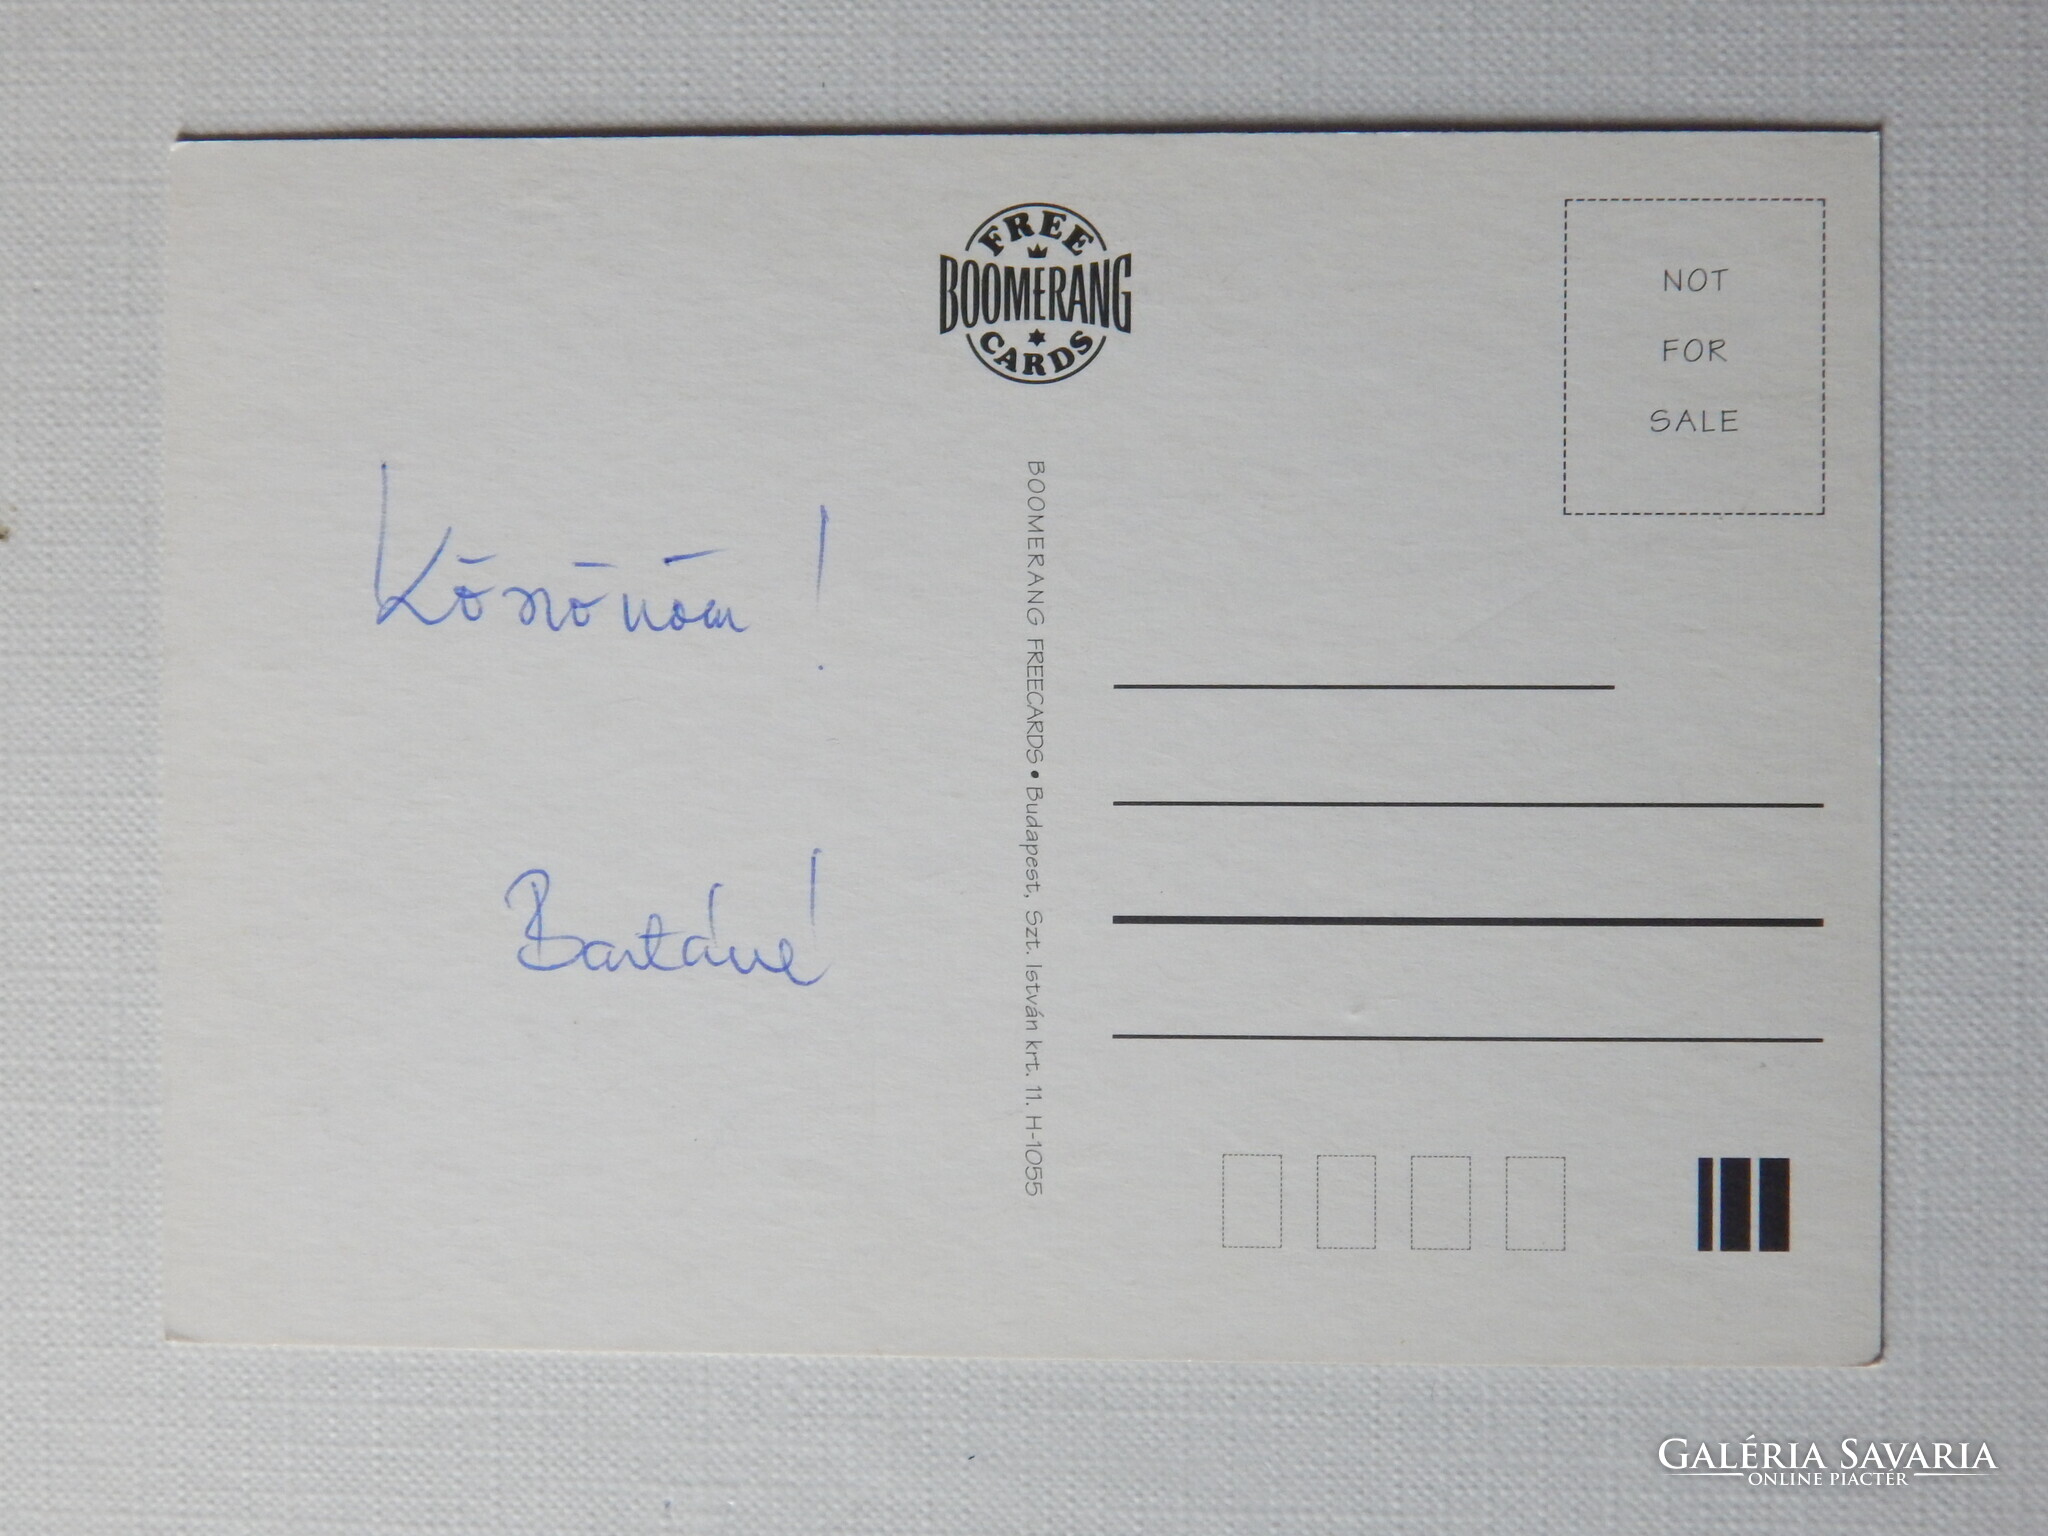 Köszönöm!
Bartáné
FREE
BOOMERANG
CARDS
BOOMERANG FREECARDS • Budapest, Szt. István krt. 11. H-1055
NOT
FOR
SALE
GALÉRIA SAVARIA
ONLINE PIACTÉR